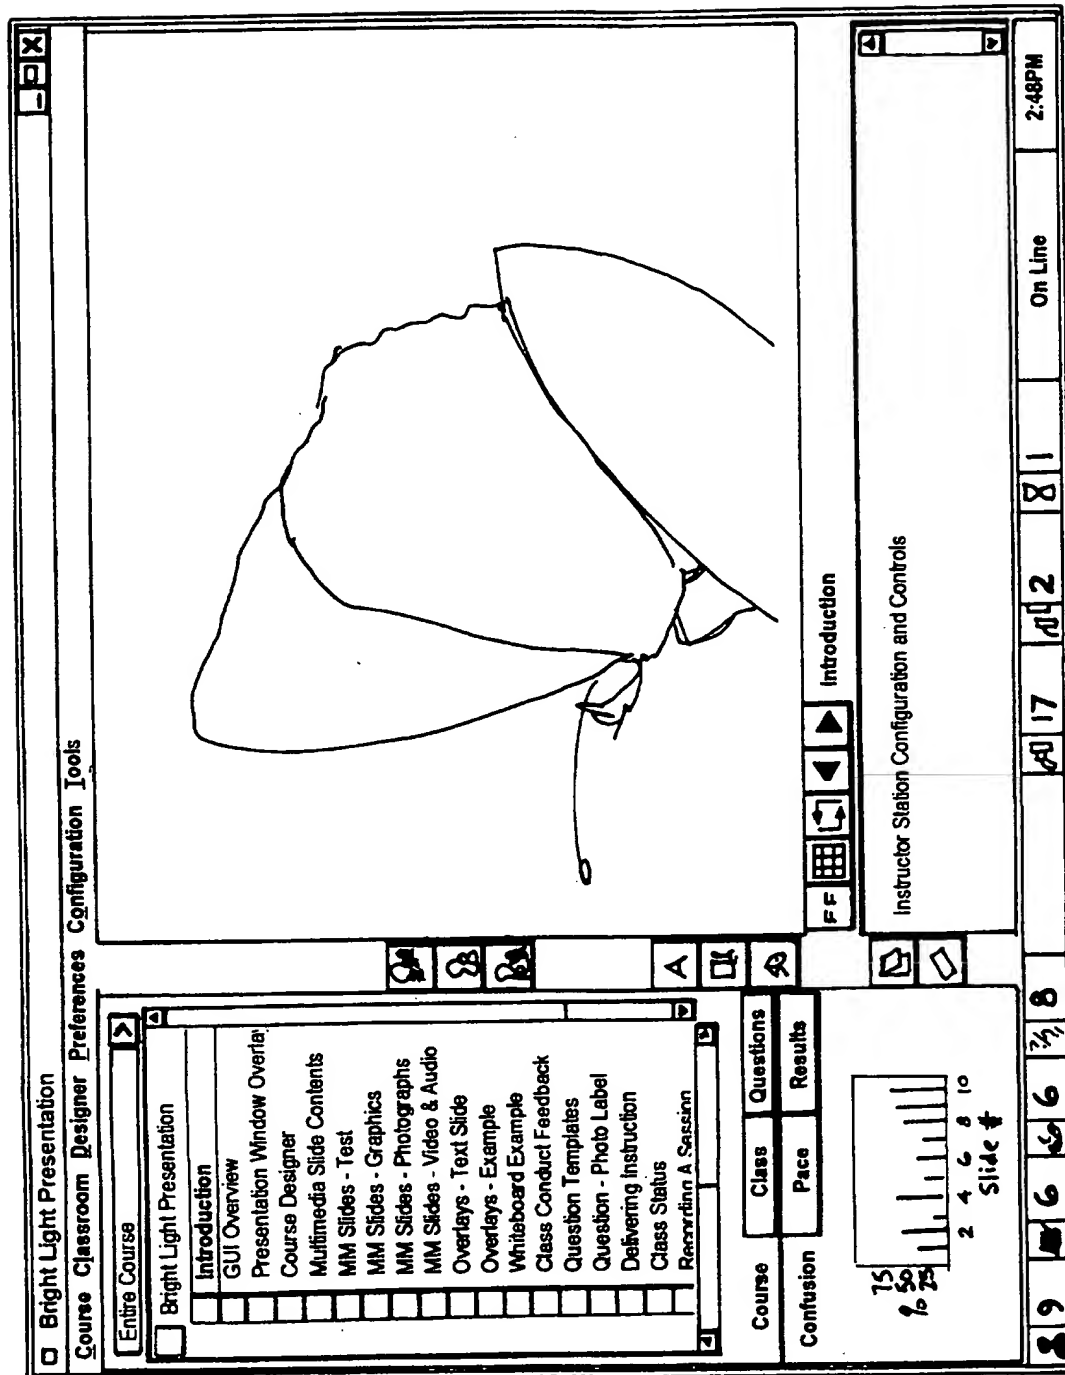 Bright Light Presentation
Course Classroom Designer Preferences Configuration Tools
Entire Course
Bright Light Presentation
Introduction
GUI Overview
Presentation Window Overlay
Course Designer
Multimedia Slide Contents
MM Slides - Test
MM Slides - Graphics
MM Slides - Photographs
MM Slides - Video & Audio
Overlays - Text Slide
Overlays - Example
Whiteboard Example
Class Conduct Feedback
Question Templates
Question - Photo Label
Delivering Instruction
Class Status
Recording A Session
Course Class Questions
Confusion Pace Results
75
% 50
25
2 4 6 8 10
Slide #
A
FF Introduction
Instructor Station Configuration and Controls
9 6 6 8 17 2 1 On Line 2:48PM